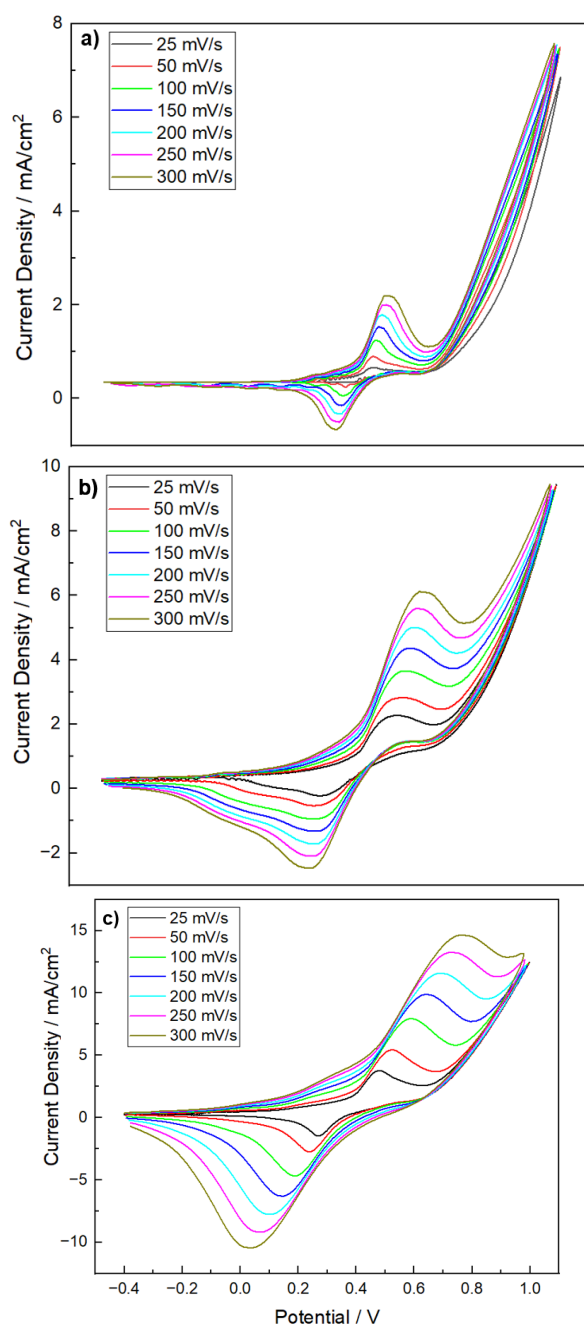 a)
25 mV/s
50 mV/s
100 mV/s
150 mV/s
200 mV/s
250 mV/s
300 mV/s
8
6
4
2
0
Current Density / mA/cm²
b)
25 mV/s
50 mV/s
100 mV/s
150 mV/s
200 mV/s
250 mV/s
300 mV/s
10
8
6
4
2
0
−2
Current Density / mA/cm²
c)
25 mV/s
50 mV/s
100 mV/s
150 mV/s
200 mV/s
250 mV/s
300 mV/s
15
10
5
0
−5
−10
Current Density / mA/cm²
−0.4 −0.2 0.0 0.2 0.4 0.6 0.8 1.0
Potential / V